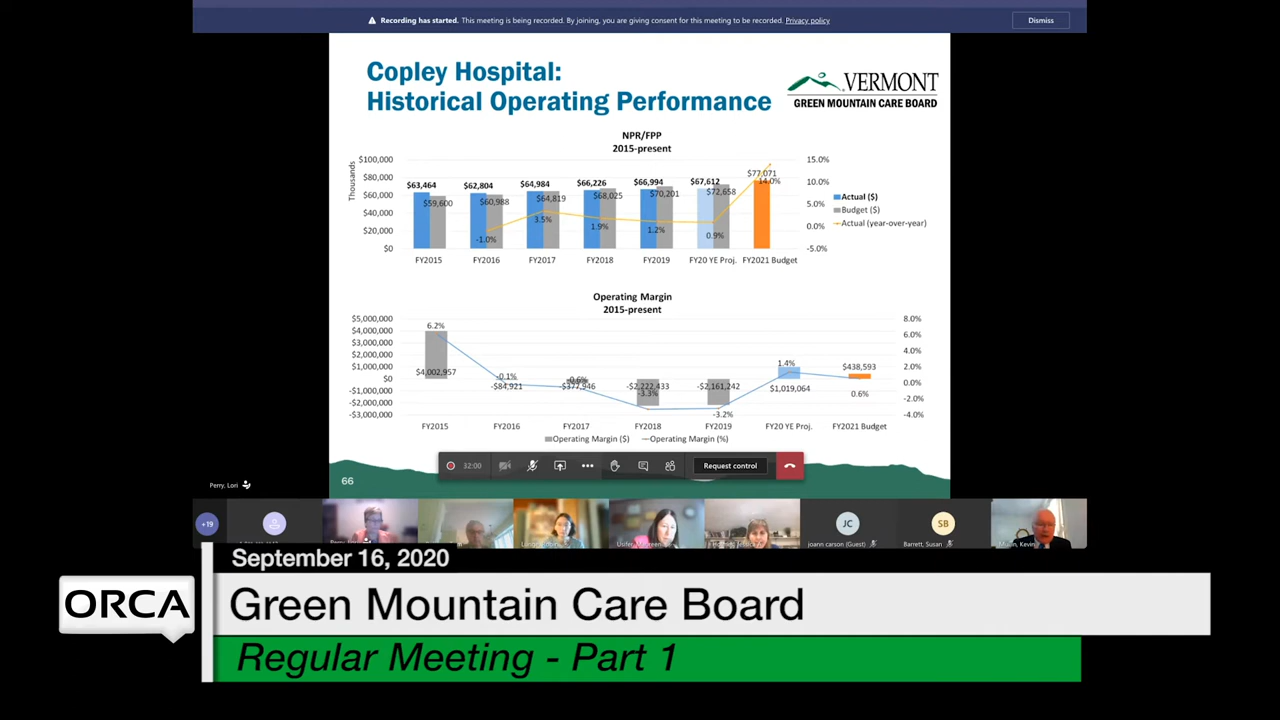 Recording has started. This meeting is being recorded. By joining, you are giving consent for this meeting to be recorded. Privacy policy
Dismiss
Copley Hospital:
Historical Operating Performance
VERMONT
GREEN MOUNTAIN CARE BOARD
NPR/FPP
2015-present
Thousands
$100,000
$80,000
$60,000
$40,000
$20,000
$0
$63,464
$59,600
$62,804
$60,988
$64,984
$64,819
$66,226
$68,025
$66,994
$70,201
$67,612
$72,658
$77,071
14.0%
-1.0%
3.5%
1.9%
1.2%
0.9%
15.0%
10.0%
5.0%
0.0%
-5.0%
Actual ($)
Budget ($)
Actual (year-over-year)
FY2015 FY2016 FY2017 FY2018 FY2019 FY20 YE Proj. FY2021 Budget
Operating Margin
2015-present
$5,000,000
$4,000,000
$3,000,000
$2,000,000
$1,000,000
$0
-$1,000,000
-$2,000,000
-$3,000,000
6.2%
$4,002,957
-0.1%
-$84,921
-0.6%
-$377,946
-$2,222,433
-3.3%
-$2,161,242
-3.2%
1.4%
$1,019,064
$438,593
0.6%
8.0%
6.0%
4.0%
2.0%
0.0%
-2.0%
-4.0%
FY2015 FY2016 FY2017 FY2018 FY2019 FY20 YE Proj. FY2021 Budget
Operating Margin ($) Operating Margin (%)
32:00
Request control
66
Perry, Lori
+19
JC
joann carson (Guest)
SB
Barrett, Susan
September 16, 2020
ORCA
Green Mountain Care Board
Regular Meeting - Part 1